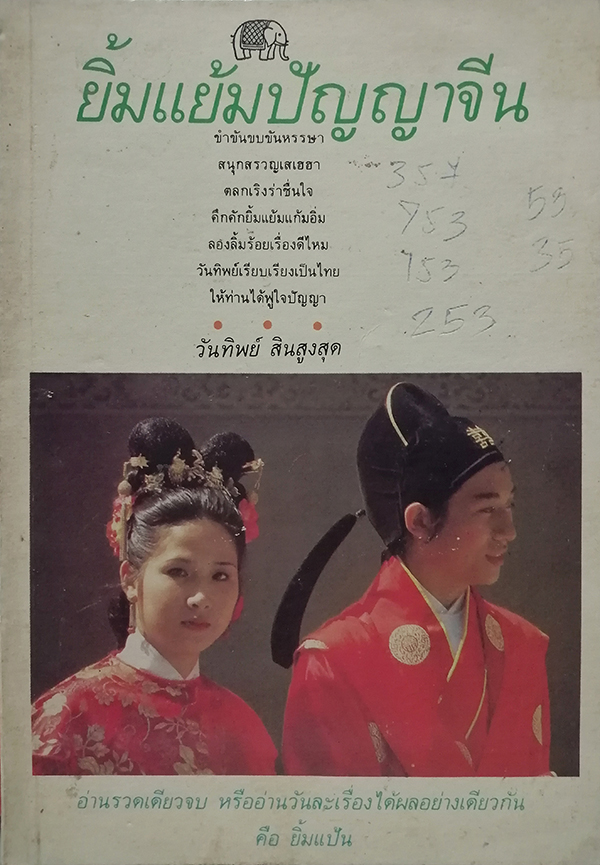 ยิ้มแย้มปัญญาจีน
ขำขันขบขันหรรษา
สนุกสรวญเสเฮฮา
ตลกเริงร่าชื่นใจ
คึกคักยิ้มแย้มแก้มอิ่ม
ลองลิ้มร้อยเรื่องดีไหม
วันทิพย์เรียบเรียงเป็นไทย
ให้ท่านได้ฟูใจปัญญา
วันทิพย์ สินสูงสุด
357
753
753
253
59
35
อ่านรวดเดียวจบ หรืออ่านวันละเรื่องได้ผลอย่างเดียวกัน
คือ ยิ้มแป้น